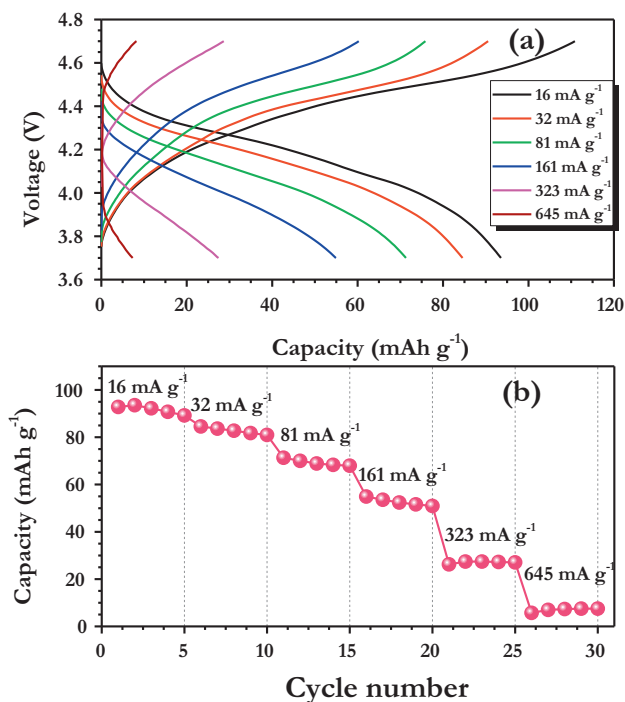 (a)
4.8
4.6
4.4
4.2
4.0
3.8
3.6
Voltage (V)
16 mA g⁻¹
32 mA g⁻¹
81 mA g⁻¹
161 mA g⁻¹
323 mA g⁻¹
645 mA g⁻¹
0 20 40 60 80 100 120
Capacity (mAh g⁻¹)
(b)
100
80
60
40
20
0
Capacity (mAh g⁻¹)
16 mA g⁻¹
32 mA g⁻¹
81 mA g⁻¹
161 mA g⁻¹
323 mA g⁻¹
645 mA g⁻¹
0 5 10 15 20 25 30
Cycle number